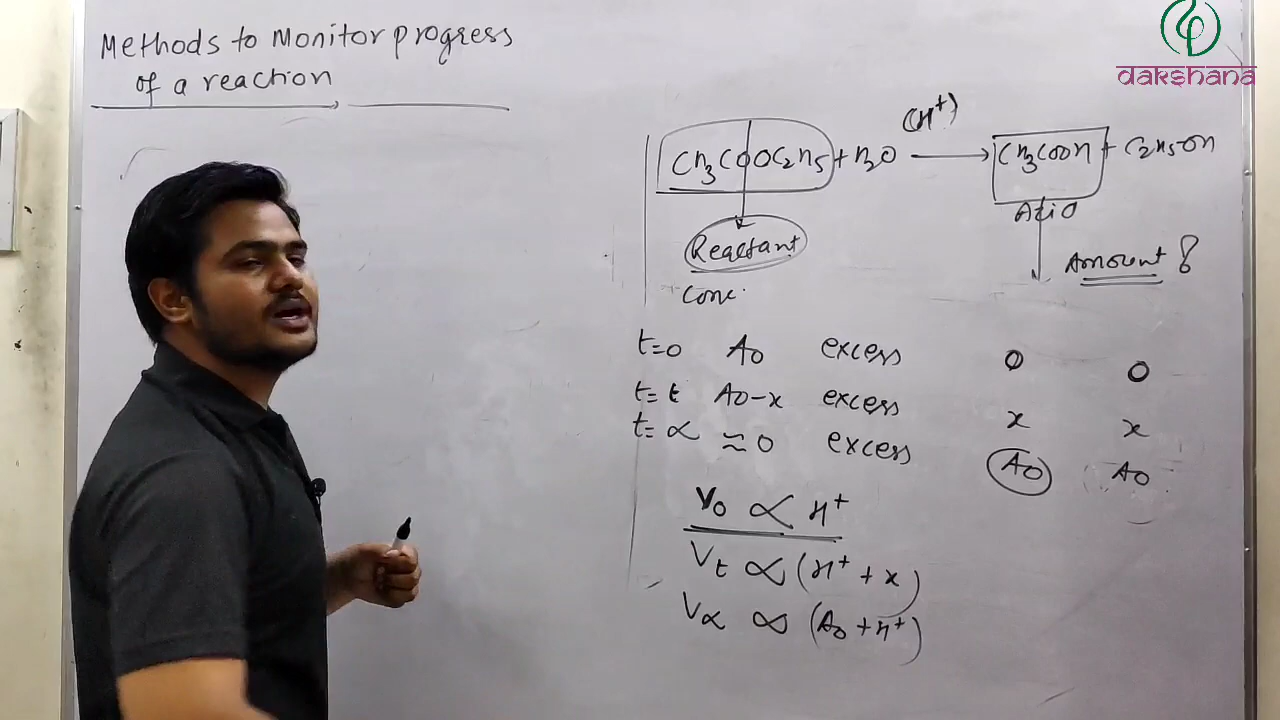 Methods to Monitor progress
of a reaction
dakshana
(H⁺)
CH₃COOC₂H₅ + H₂O ⟶ CH₃COOH + C₂H₅OH
Reactant
Acid
Conc.
Amount ?
t=0 A₀ excess 0 0
t=t A₀-x excess x x
t=∝ ≈0 excess A₀ A₀
V₀ ∝ H⁺
Vt ∝ (H⁺ + x)
V∝ ∝ (A₀ + H⁺)